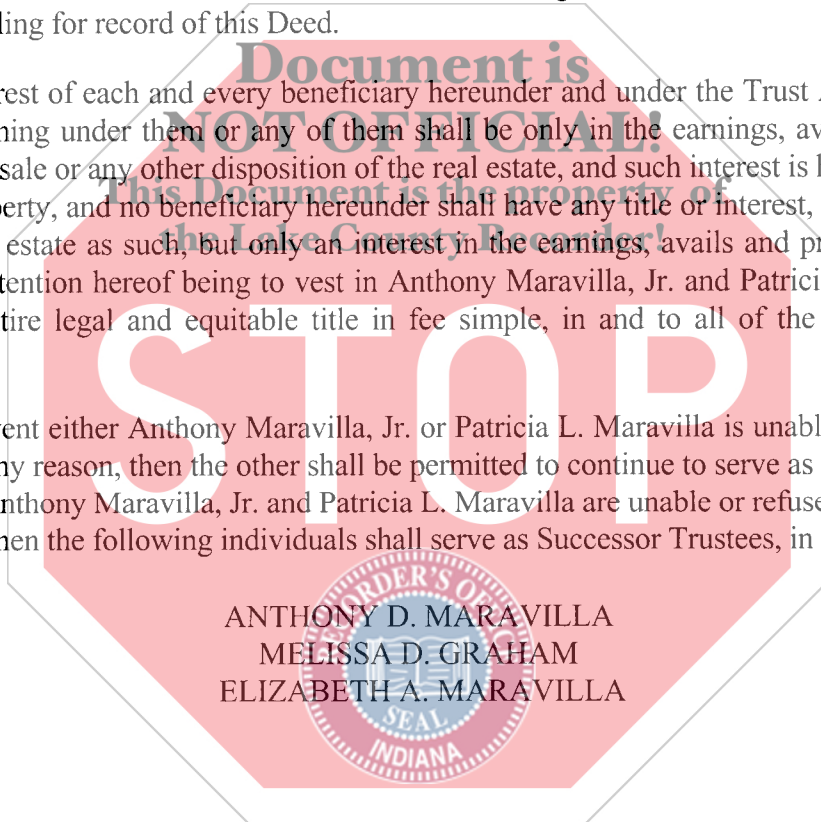 ling for record of this Deed.
Document is
rest of each and every beneficiary hereunder and under the Trust
ning under them or any of them shall be only in the earnings, av
NOT OFFICIAL!
sale or any other disposition of the real estate, and such interest is
This Document is the property of
erty, and no beneficiary hereunder shall have any title or interest,
the Lake County Recorder!
estate as such, but only an interest in the earnings, avails and pr
tention hereof being to vest in Anthony Maravilla, Jr. and Patrici
tire legal and equitable title in fee simple, in and to all of the
STOP
ent either Anthony Maravilla, Jr. or Patricia L. Maravilla is unabl
ny reason, then the other shall be permitted to continue to serve as
nthony Maravilla, Jr. and Patricia L. Maravilla are unable or refuse
hen the following individuals shall serve as Successor Trustees, in
ANTHONY D. MARAVILLA
MELISSA D. GRAHAM
ELIZABETH A. MARAVILLA
RECORDER'S OFFICE
SEAL
INDIANA